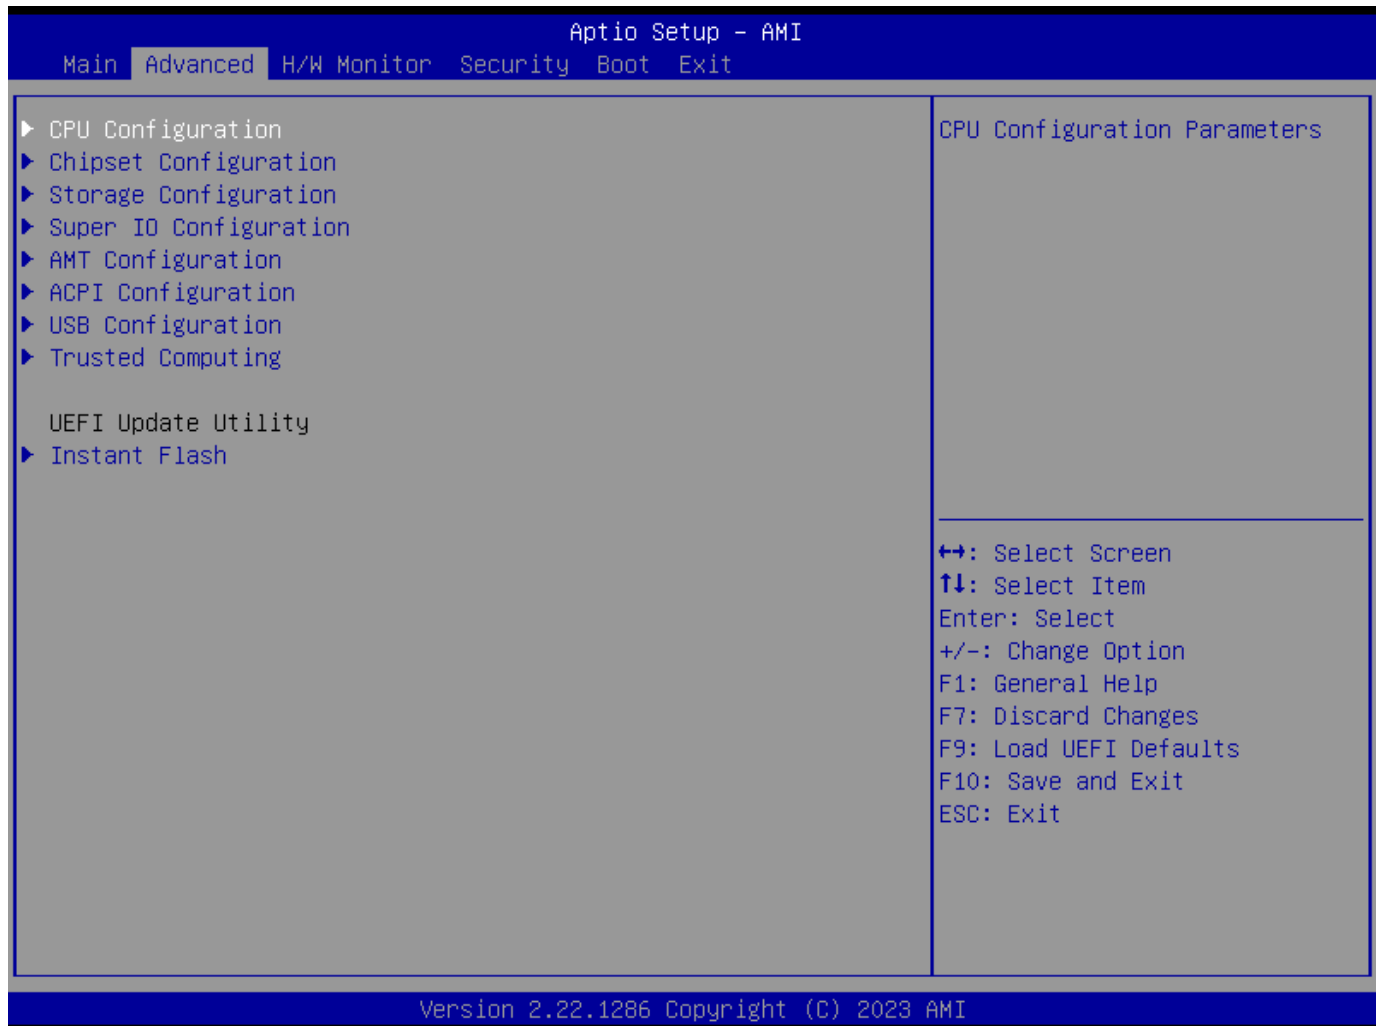 Aptio Setup – AMI
Main Advanced H/W Monitor Security Boot Exit
CPU Configuration
Chipset Configuration
Storage Configuration
Super IO Configuration
AMT Configuration
ACPI Configuration
USB Configuration
Trusted Computing
UEFI Update Utility
Instant Flash
CPU Configuration Parameters
↔: Select Screen
↑↓: Select Item
Enter: Select
+/-: Change Option
F1: General Help
F7: Discard Changes
F9: Load UEFI Defaults
F10: Save and Exit
ESC: Exit
Version 2.22.1286 Copyright (C) 2023 AMI